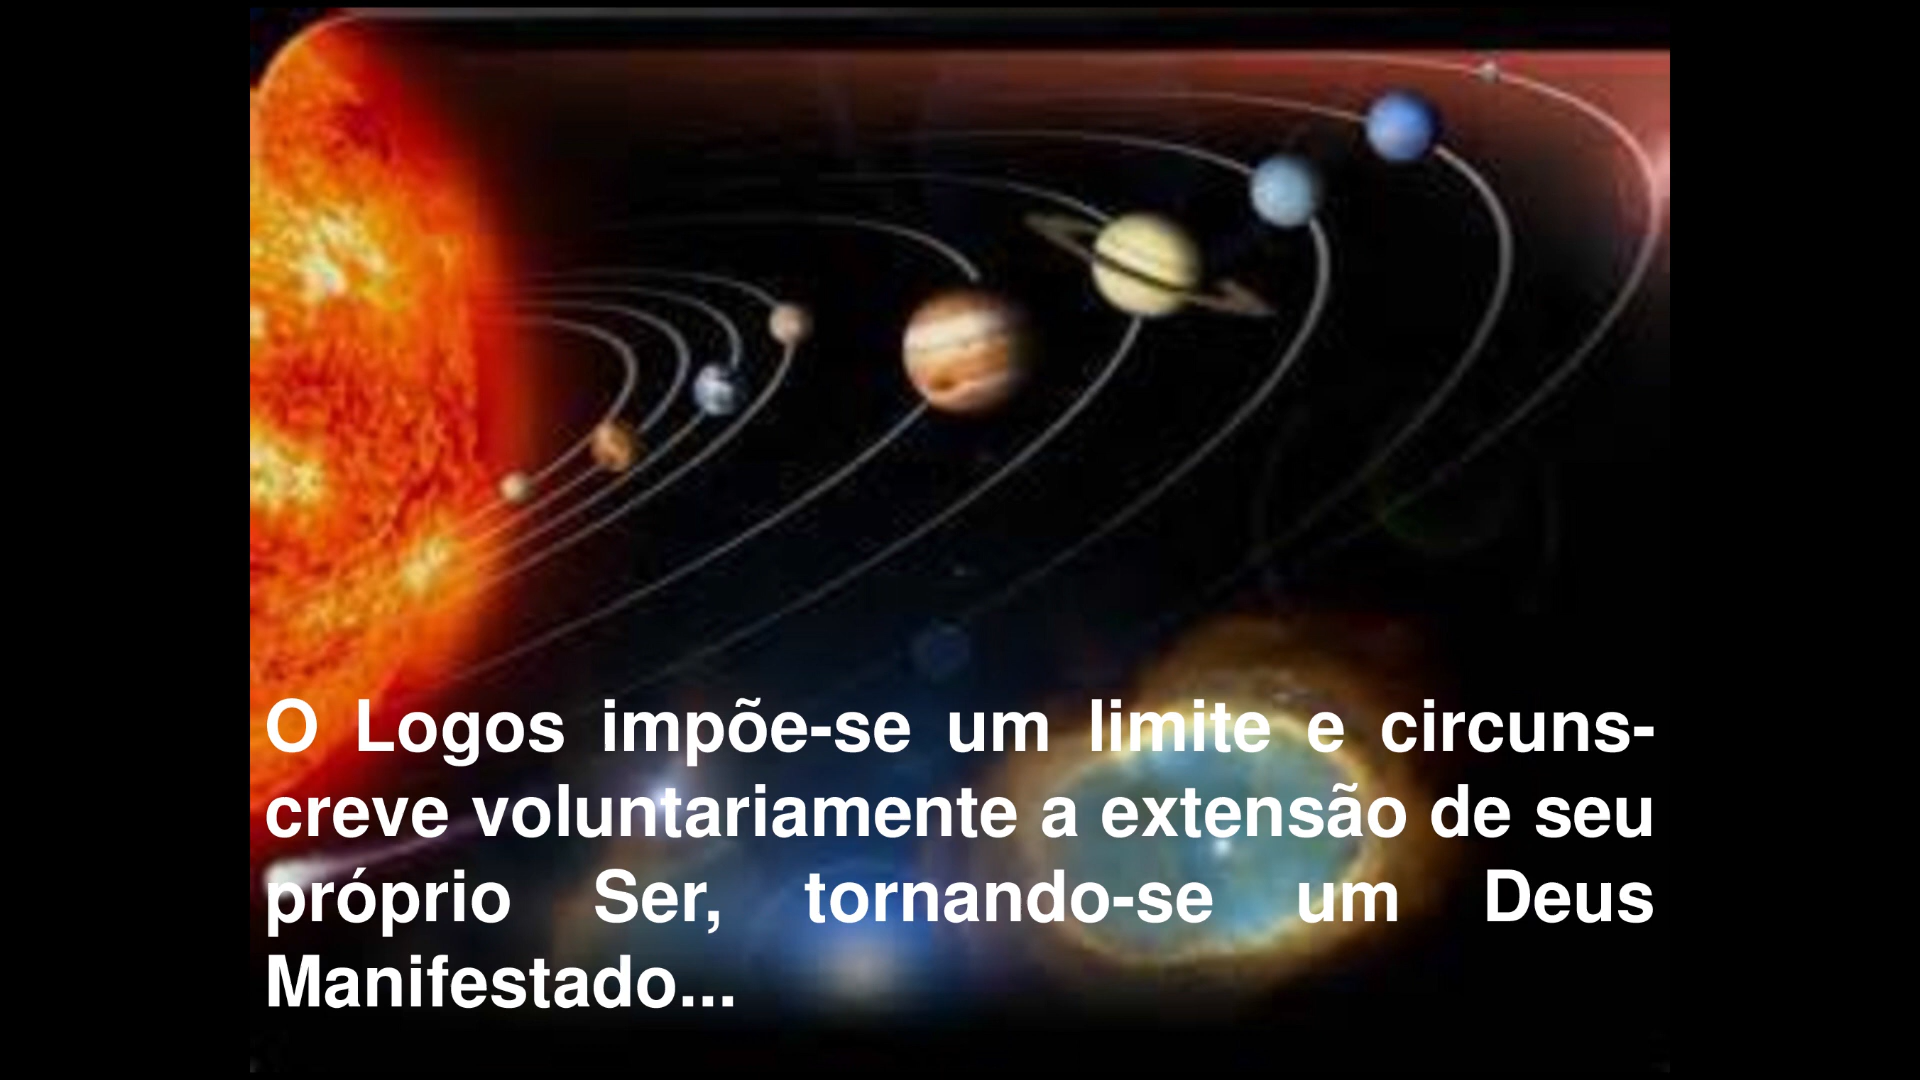 O Logos impõe-se um limite e circuns-
creve voluntariamente a extensão de seu
próprio Ser, tornando-se um Deus
Manifestado...